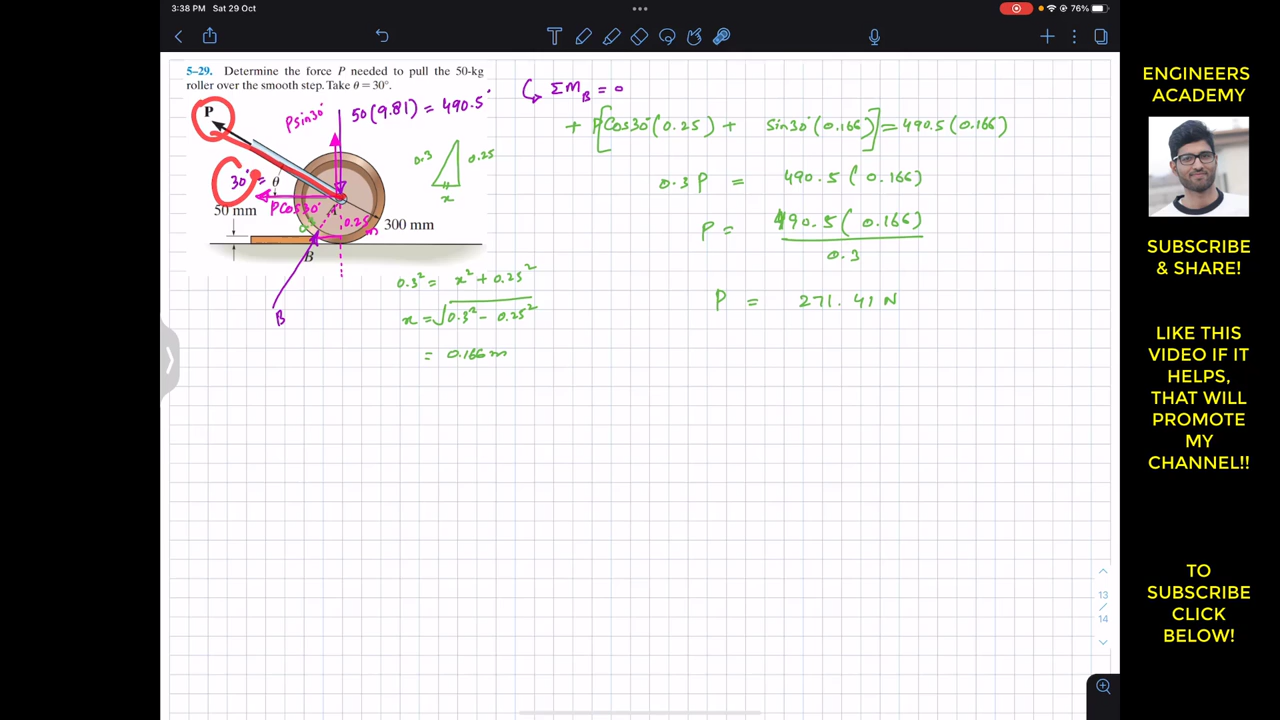 3:38 PM Sat 29 Oct
76%
5-29. Determine the force P needed to pull the 50-kg
roller over the smooth step. Take θ = 30°.
P
Psin30°
50(9.81) = 490.5
30° = θ
Pcos30°
A
50 mm
0.25
m
300 mm
B
B
0.3
0.25
x
0.3² = x² + 0.25²
x = √0.3² - 0.25²
= 0.166 m
ΣM_B = 0
+ P[Cos30°(0.25) + Sin30°(0.166)] = 490.5(0.166)
0.3 P = 490.5(0.166)
P = 490.5(0.166)
0.3
P = 271.41 N
13
/
14
ENGINEERS
ACADEMY
SUBSCRIBE
& SHARE!
LIKE THIS
VIDEO IF IT
HELPS,
THAT WILL
PROMOTE
MY
CHANNEL!!
TO
SUBSCRIBE
CLICK
BELOW!